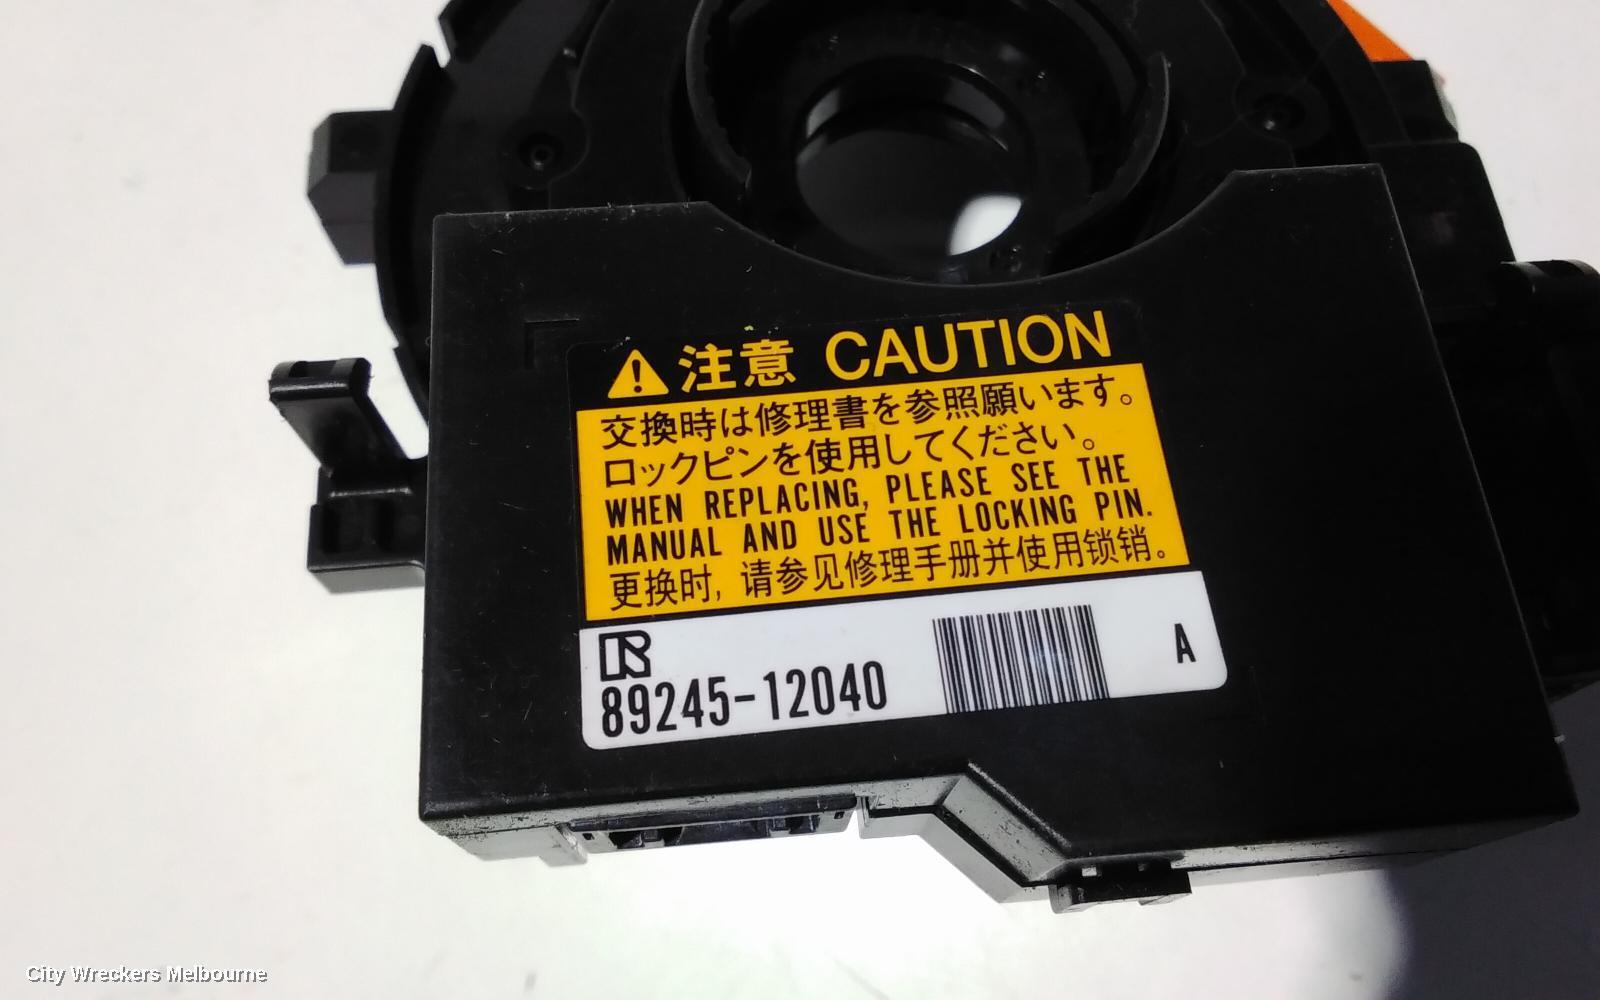 注意 CAUTION
交換時は修理書を参照願います。
ロックピンを使用してください。
WHEN REPLACING, PLEASE SEE THE
MANUAL AND USE THE LOCKING PIN.
更换时, 请参见修理手册并使用锁销。
R
89245-12040
A
City Wreckers Melbourne